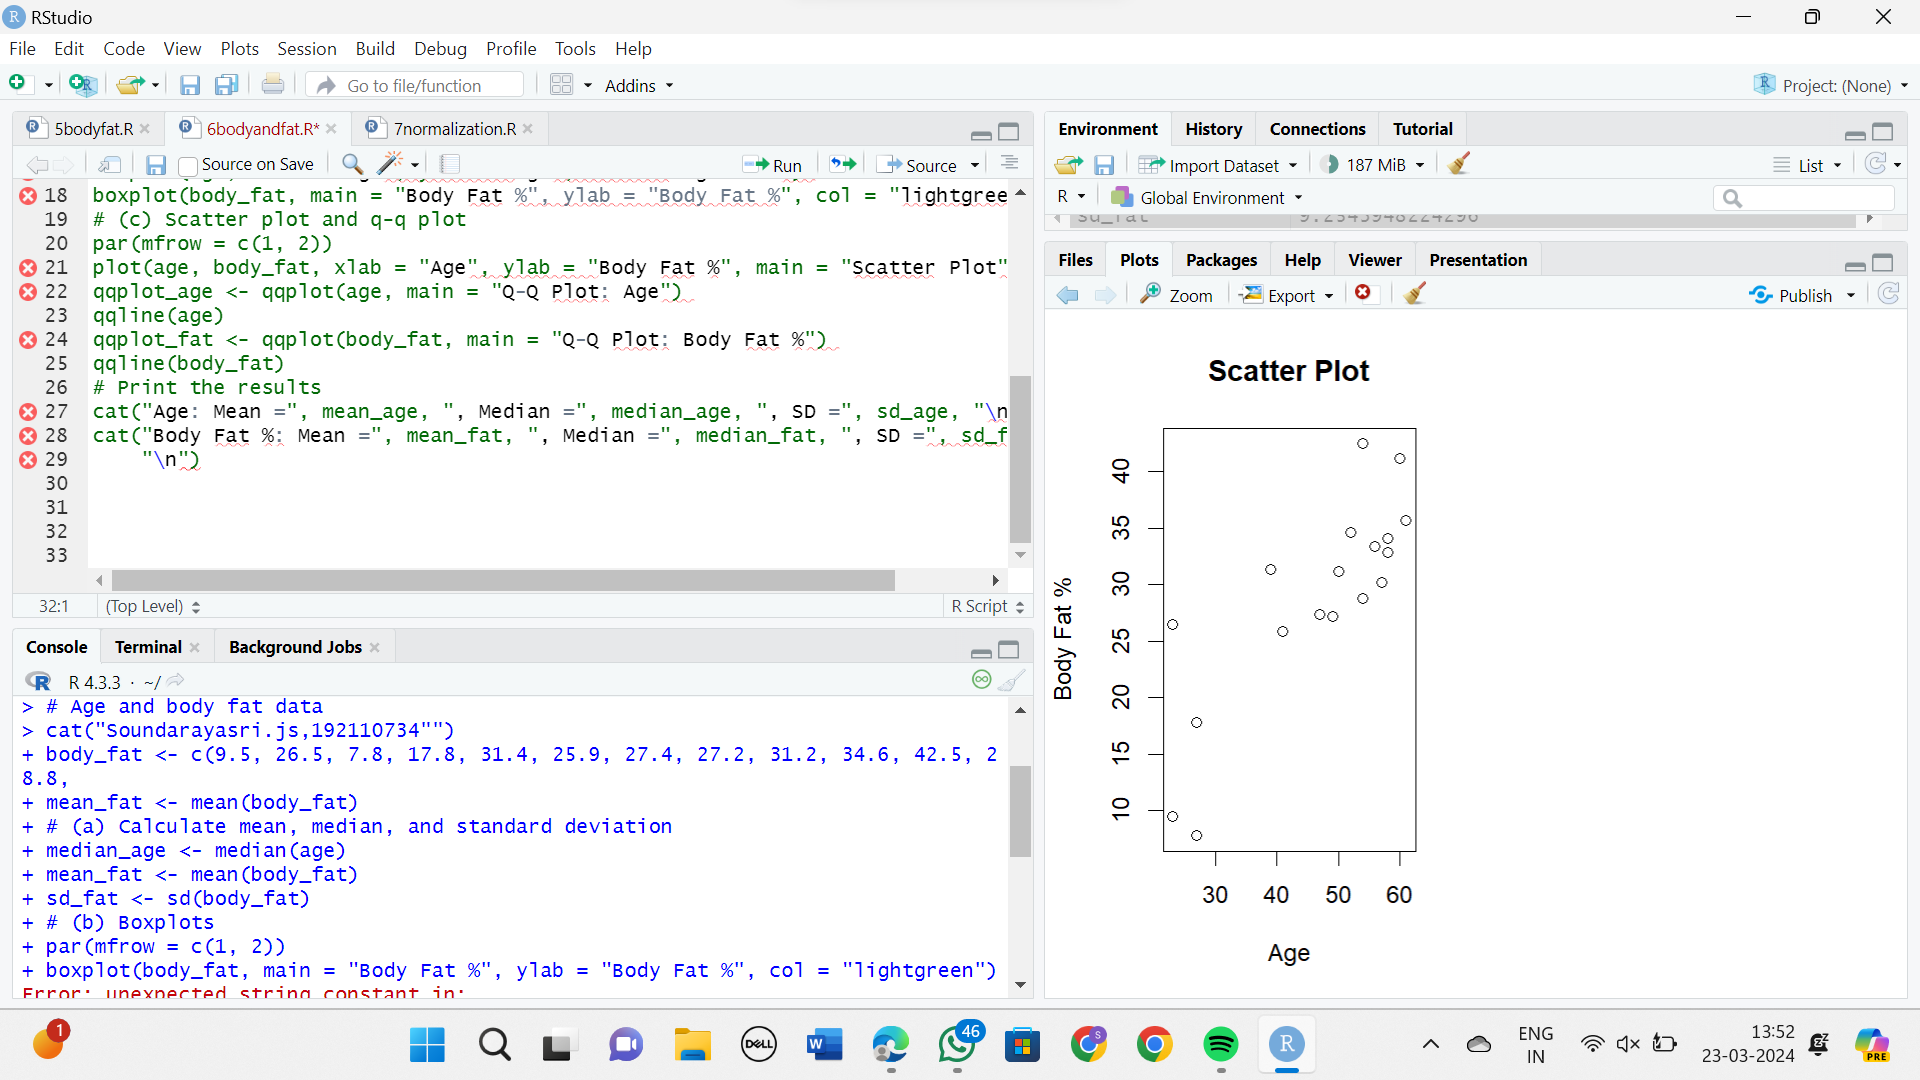 RStudio
File Edit Code View Plots Session Build Debug Profile Tools Help
Go to file/function Addins Project: (None)
5bodyfat.R 6bodyandfat.R* 7normalization.R
Source on Save Run Source
18 boxplot(body_fat, main = "Body Fat %", ylab = "Body Fat %", col = "lightgree
19 # (c) Scatter plot and q-q plot
20 par(mfrow = c(1, 2))
21 plot(age, body_fat, xlab = "Age", ylab = "Body Fat %", main = "Scatter Plot"
22 qqplot_age <- qqplot(age, main = "Q-Q Plot: Age")
23 qqline(age)
24 qqplot_fat <- qqplot(body_fat, main = "Q-Q Plot: Body Fat %")
25 qqline(body_fat)
26 # Print the results
27 cat("Age: Mean =", mean_age, ", Median =", median_age, ", SD =", sd_age, "\n
28 cat("Body Fat %: Mean =", mean_fat, ", Median =", median_fat, ", SD =", sd_f
29 "\n")
30
31
32
33
32:1 (Top Level) R Script
Console Terminal Background Jobs
R 4.3.3 · ~/
> # Age and body fat data
> cat("Soundarayasri.js,192110734"")
+ body_fat <- c(9.5, 26.5, 7.8, 17.8, 31.4, 25.9, 27.4, 27.2, 31.2, 34.6, 42.5, 2
8.8,
+ mean_fat <- mean(body_fat)
+ # (a) Calculate mean, median, and standard deviation
+ median_age <- median(age)
+ mean_fat <- mean(body_fat)
+ sd_fat <- sd(body_fat)
+ # (b) Boxplots
+ par(mfrow = c(1, 2))
+ boxplot(body_fat, main = "Body Fat %", ylab = "Body Fat %", col = "lightgreen")
Error: unexpected string constant in:
Environment History Connections Tutorial
Import Dataset 187 MiB List
R Global Environment
sd_fat 9.25459482242​96
Files Plots Packages Help Viewer Presentation
Zoom Export Publish
Scatter Plot
Body Fat %
40
35
30
25
20
15
10
30 40 50 60
Age
1
DELL
W
46
S
R
ENG
IN
13:52
23-03-2024
PRE